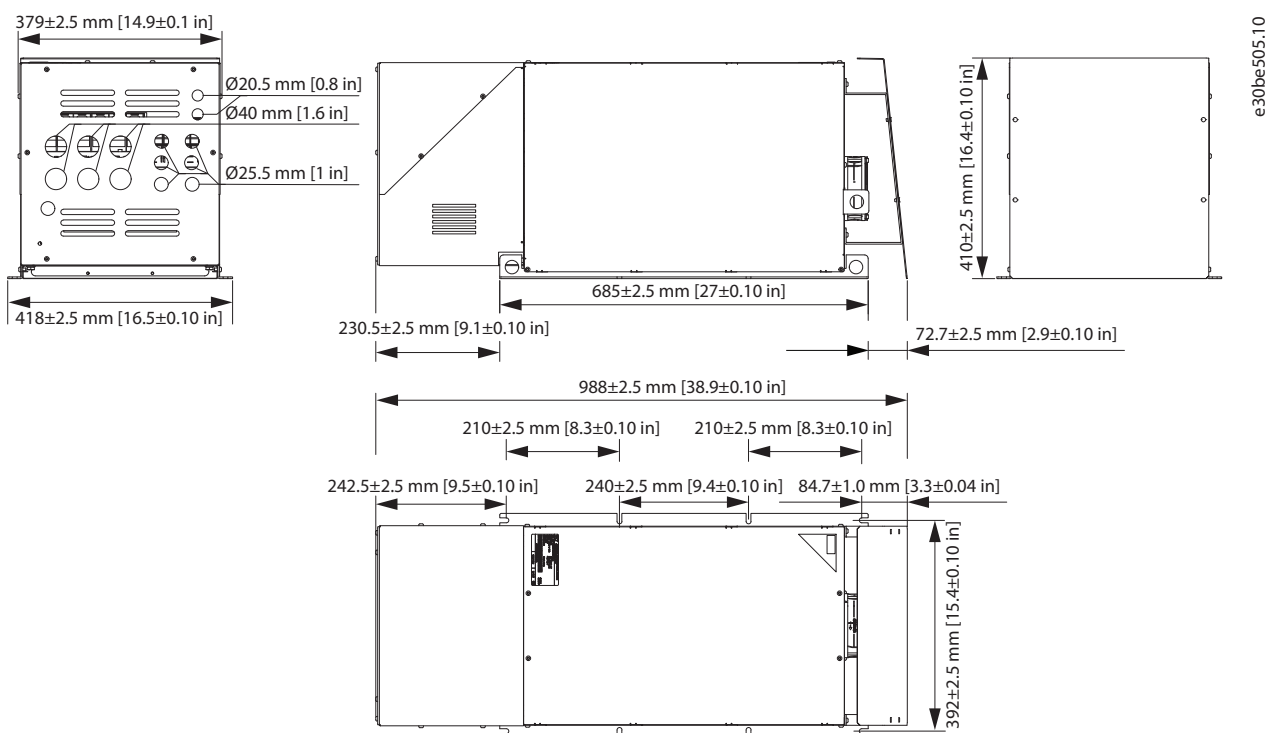 379±2.5 mm [14.9±0.1 in]
Ø20.5 mm [0.8 in]
Ø40 mm [1.6 in]
Ø25.5 mm [1 in]
418±2.5 mm [16.5±0.10 in]
685±2.5 mm [27±0.10 in]
230.5±2.5 mm [9.1±0.10 in]
72.7±2.5 mm [2.9±0.10 in]
410±2.5 mm [16.4±0.10 in]
e30be505.10
988±2.5 mm [38.9±0.10 in]
210±2.5 mm [8.3±0.10 in]
210±2.5 mm [8.3±0.10 in]
242.5±2.5 mm [9.5±0.10 in]
240±2.5 mm [9.4±0.10 in]
84.7±1.0 mm [3.3±0.04 in]
392±2.5 mm [15.4±0.10 in]